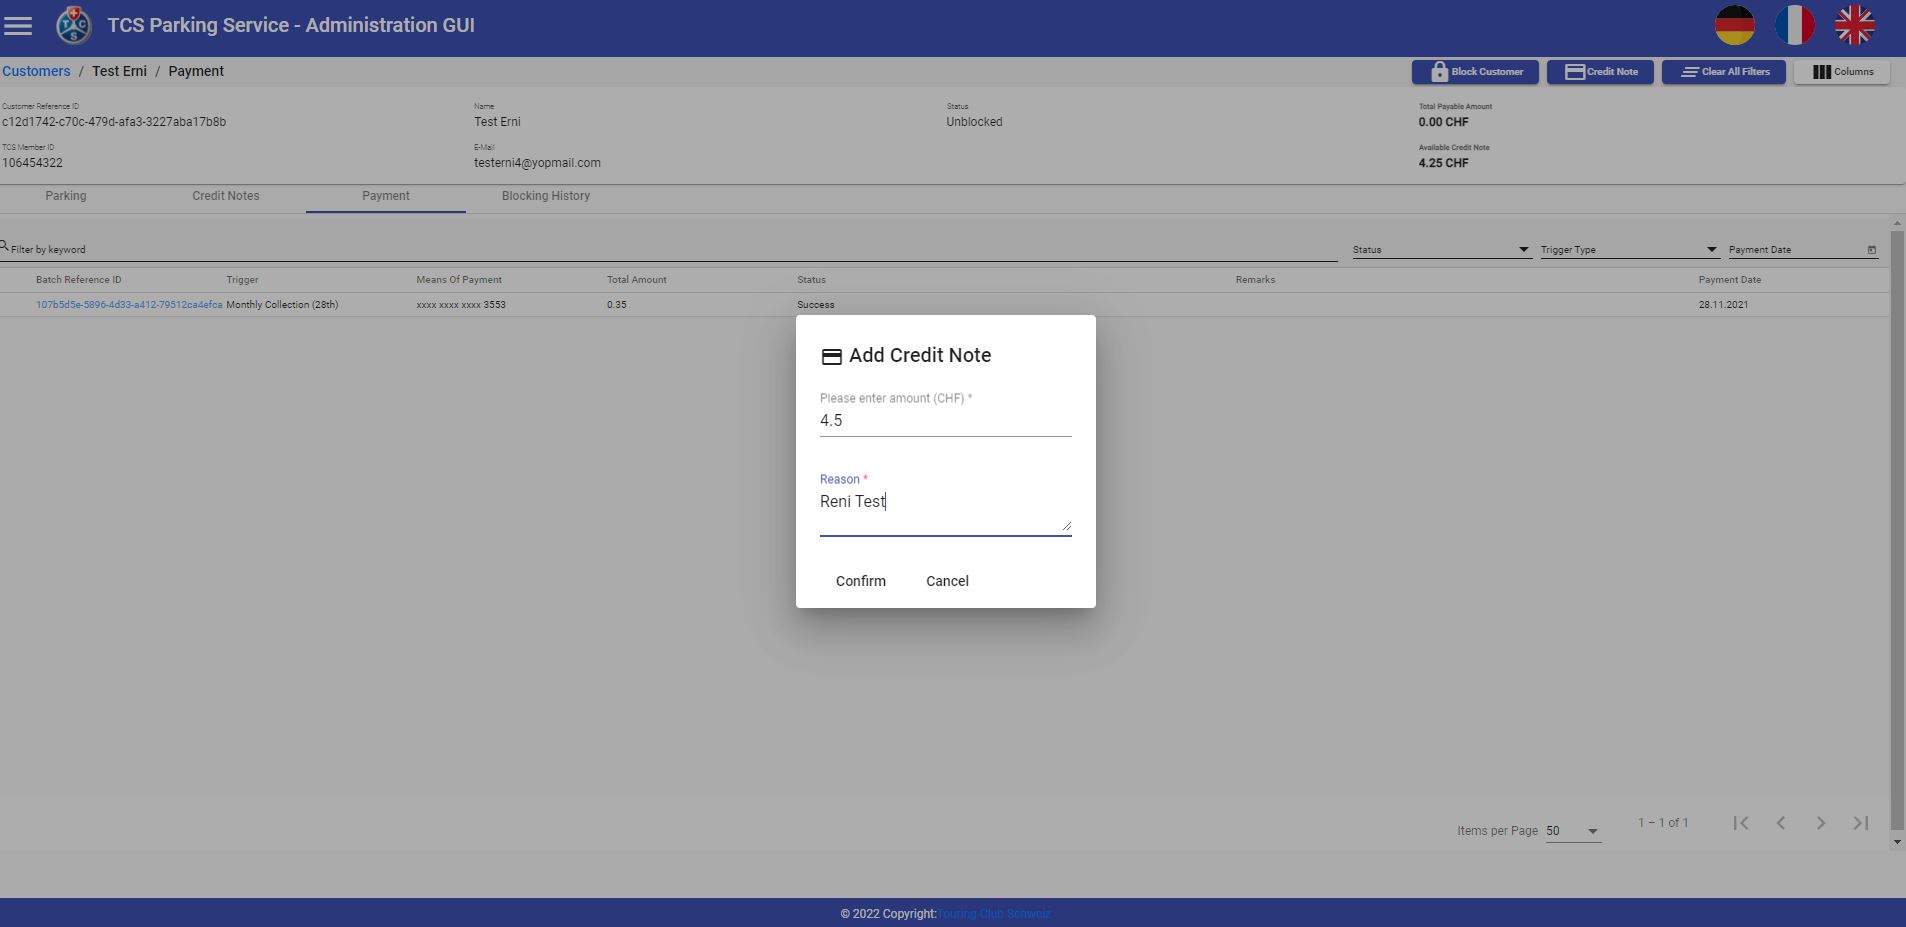 TCS Parking Service - Administration GUI
Customers / Test Erni / Payment
Block Customer
Credit Note
Clear All Filters
Columns
Customer Reference ID
c12d1742-c70c-479d-afa3-3227aba17b8b
Name
Test Erni
Status
Unblocked
Total Payable Amount
0.00 CHF
TCS Member ID
106454322
E-Mail
testerni4@yopmail.com
Available Credit Note
4.25 CHF
Parking Credit Notes Payment Blocking History
Filter by keyword Status Trigger Type Payment Date
Batch Reference ID Trigger Means Of Payment Total Amount Status Remarks Payment Date
107b5d5e-5896-4d33-a412-79512ca4efca Monthly Collection (28th) xxxx xxxx xxxx 3553 0.35 Success 28.11.2021
Add Credit Note
Please enter amount (CHF) *
4.5
Reason *
Reni Test
Confirm Cancel
Items per Page 50 1 – 1 of 1
© 2022 Copyright:Touring Club Schweiz